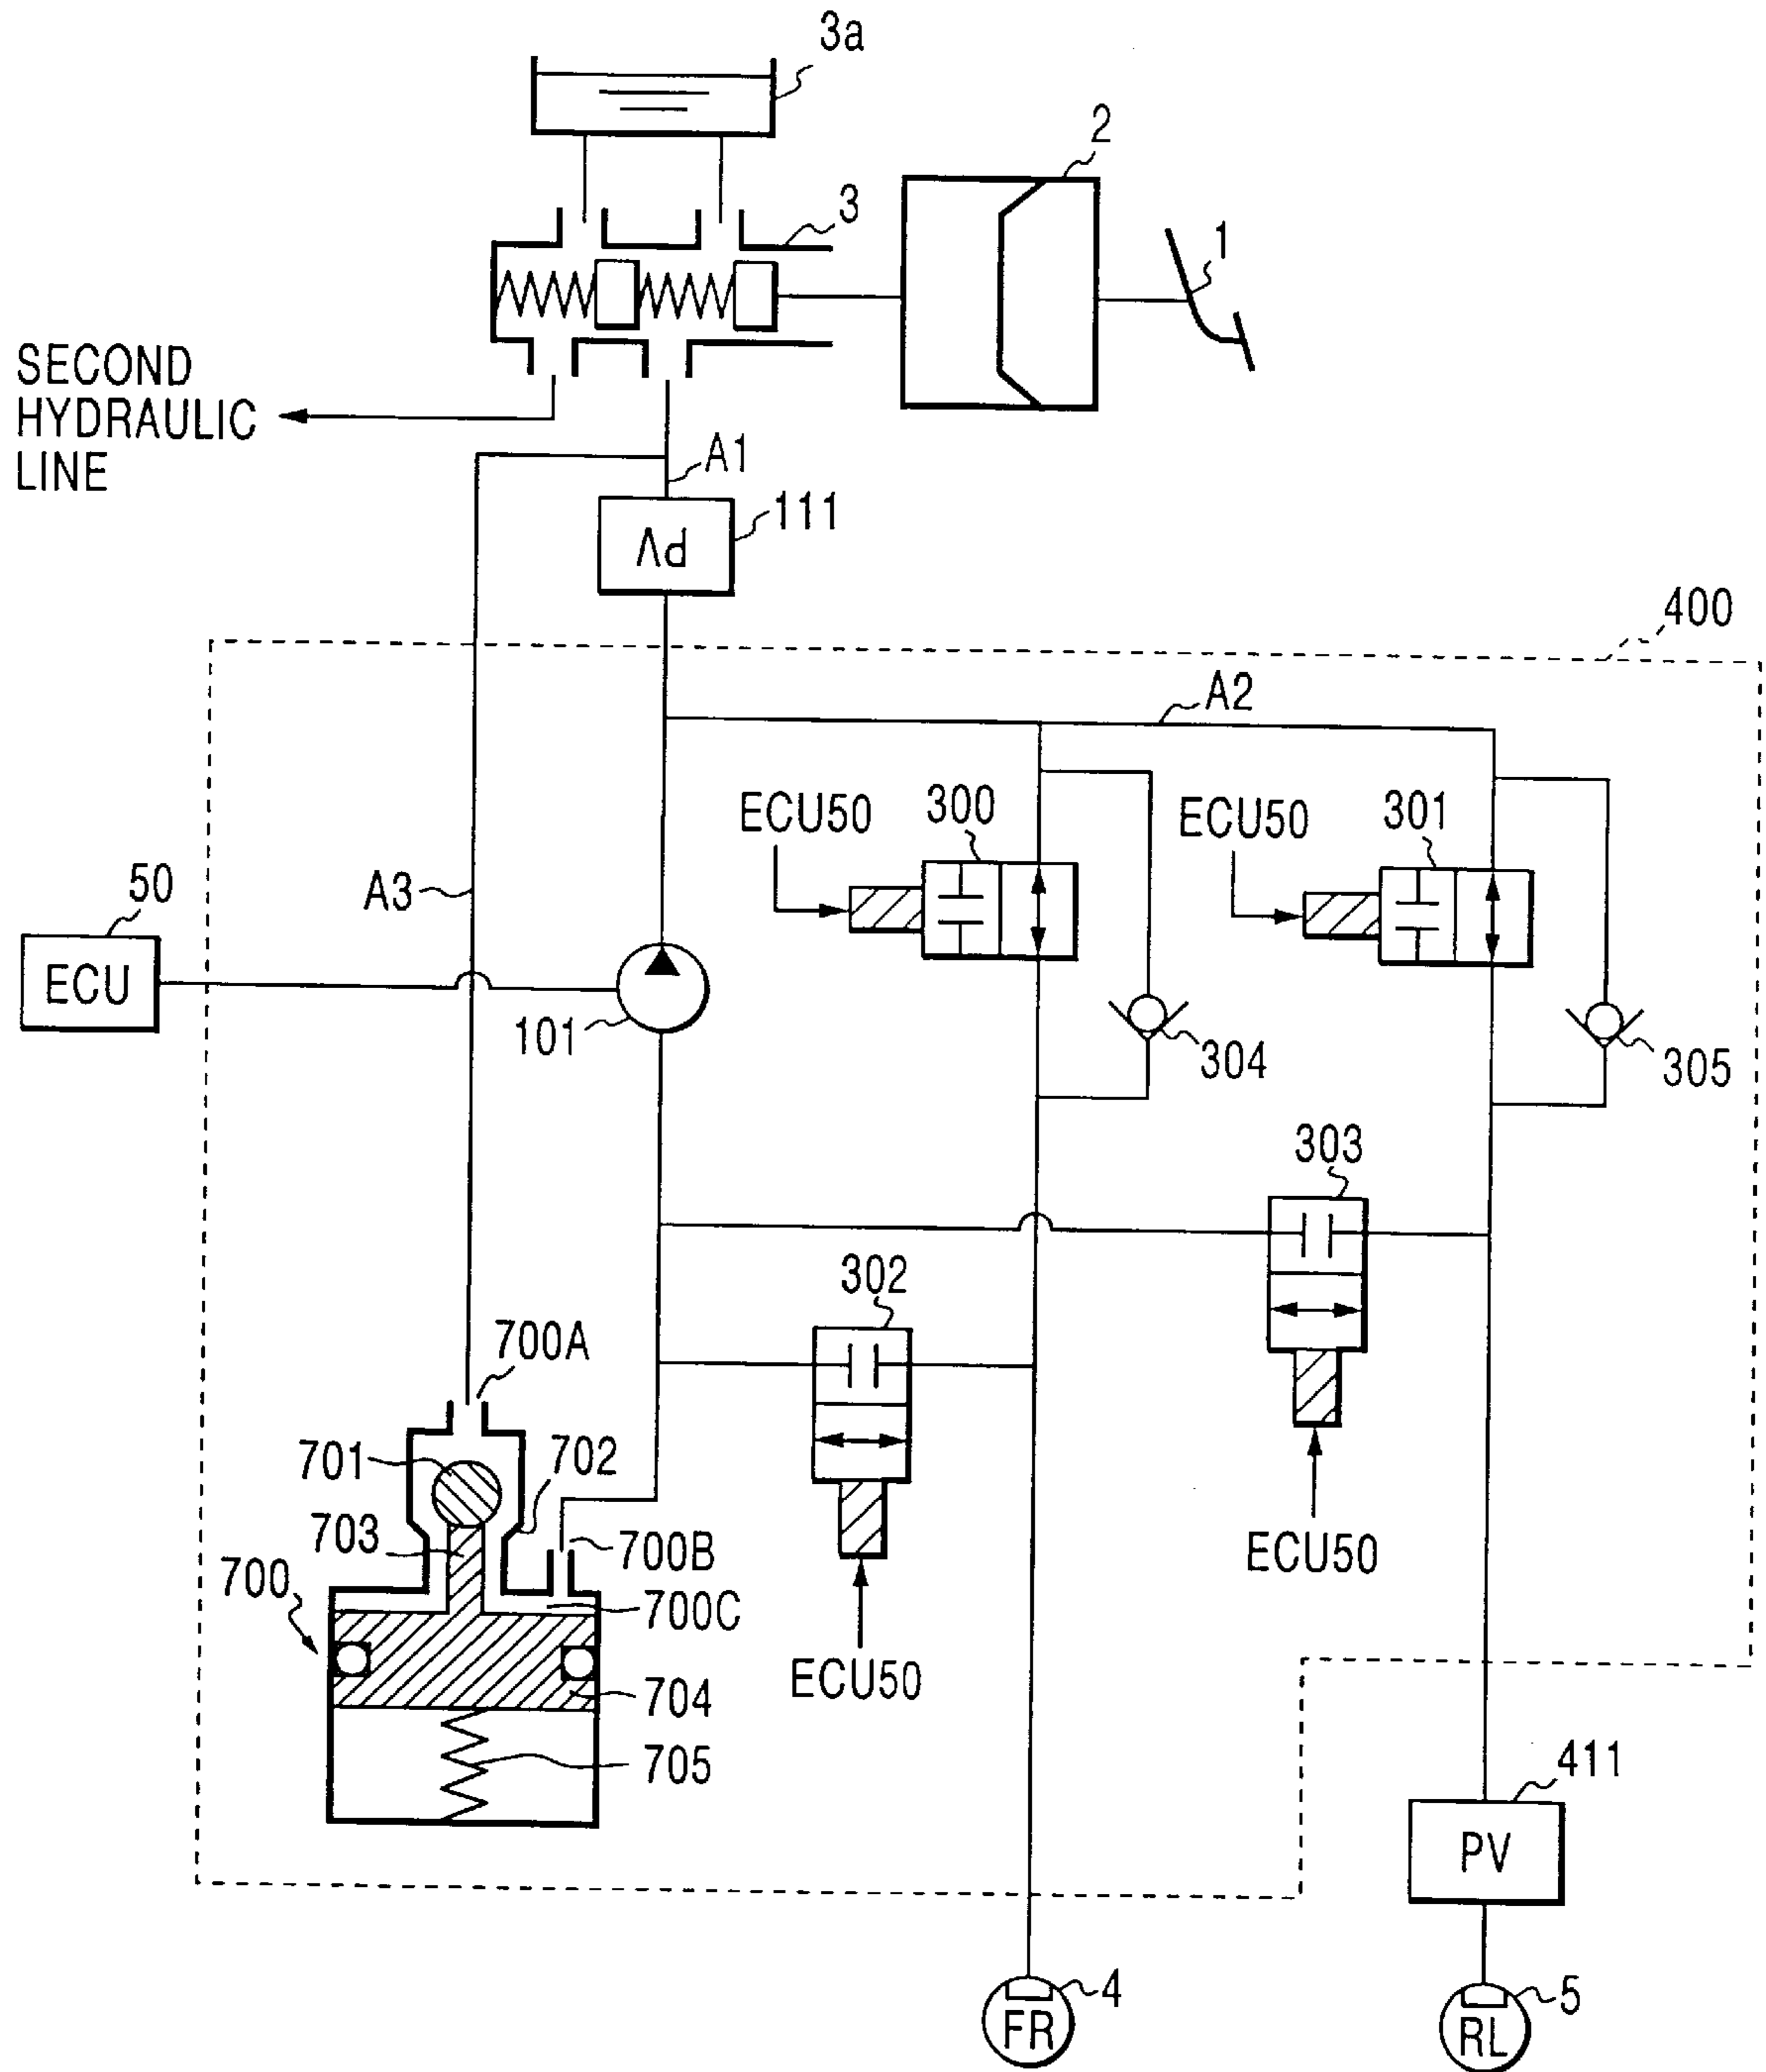 3a
2
3
1
SECOND
HYDRAULIC
LINE
A1
111
PV
400
A2
ECU50
300
ECU50
301
50
A3
ECU
101
304
305
303
302
700A
701
702
703
700B
700
700C
ECU50
ECU50
704
705
411
PV
4
FR
5
RL